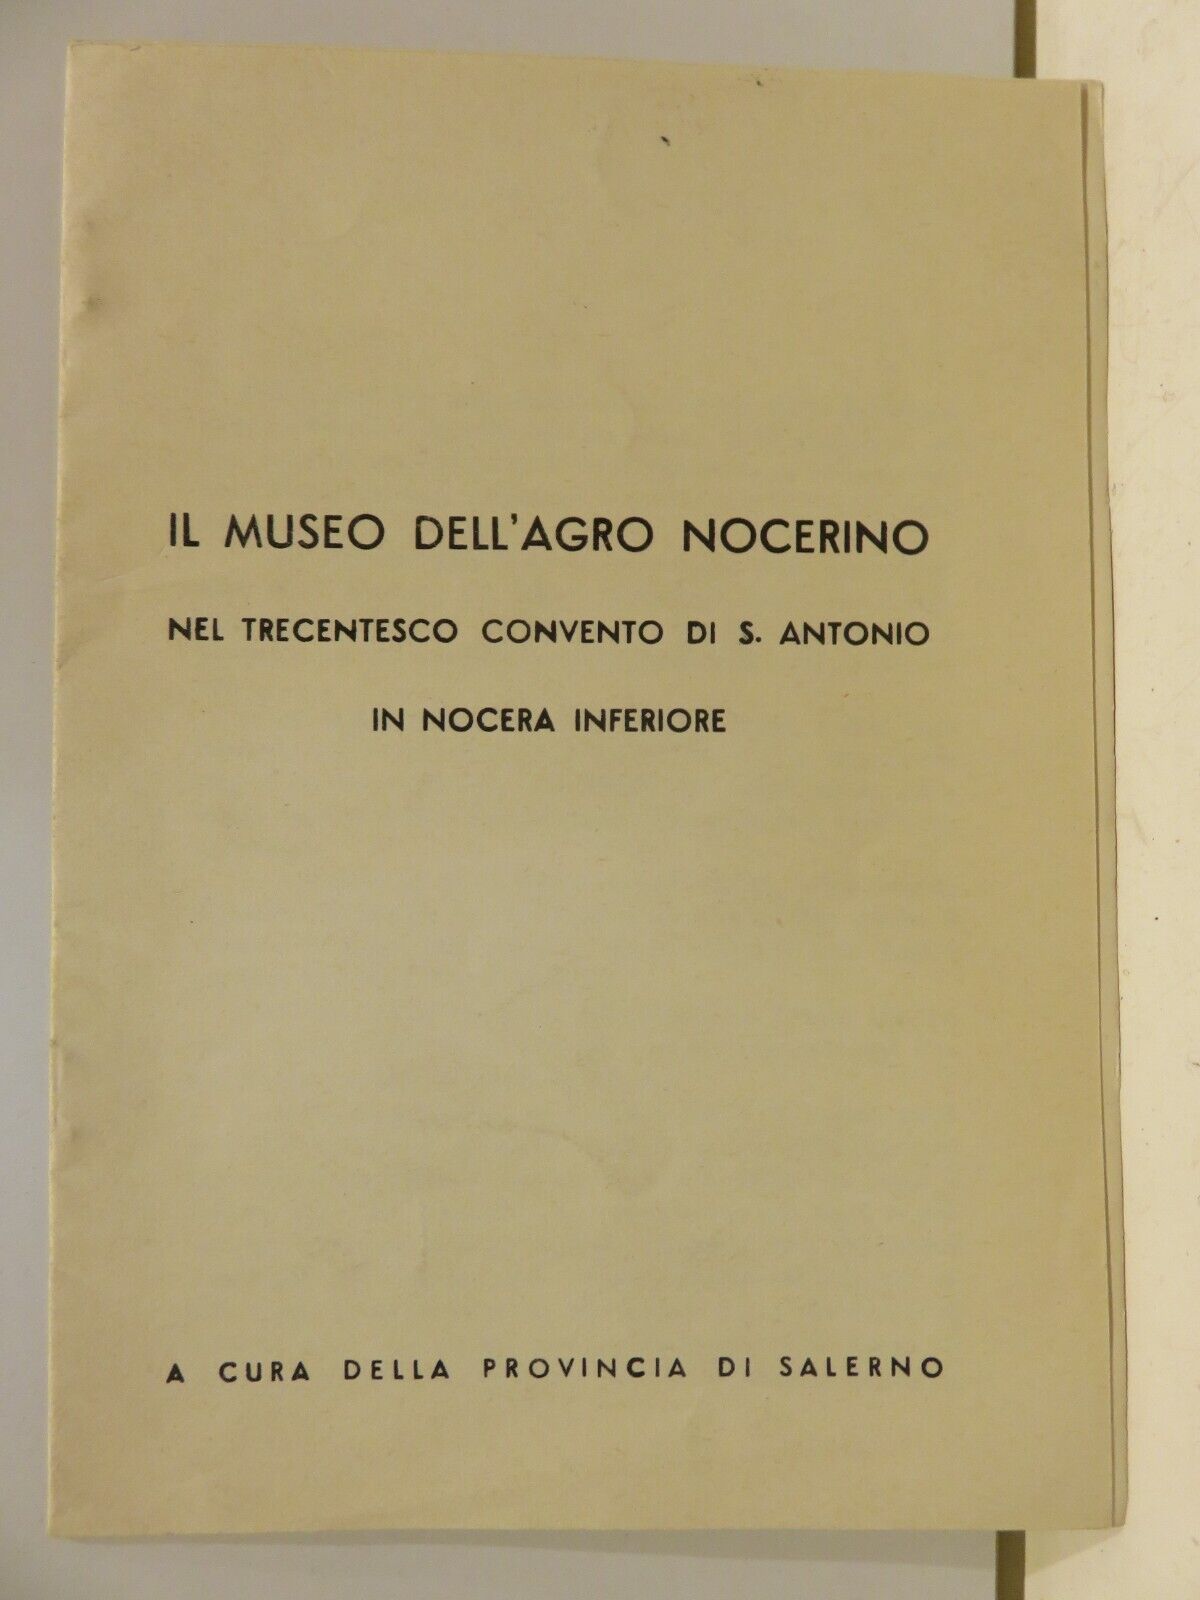 IL MUSEO DELL'AGRO NOCERINO
NEL TRECENTESCO CONVENTO DI S. ANTONIO
IN NOCERA INFERIORE
A CURA DELLA PROVINCIA DI SALERNO